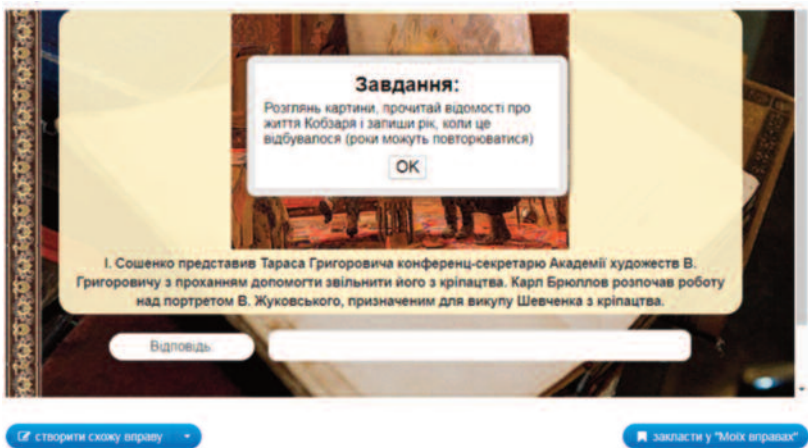 Завдання:
Розглянь картини, прочитай відомості про
життя Кобзаря і запиши рік, коли це
відбувалося (роки можуть повторюватися)
OK
І. Сошенко представив Тараса Григоровича конференц-секретарю Академії художеств В.
Григоровичу з проханням допомогти звільнити його з кріпацтва. Карл Брюллов розпочав роботу
над портретом В. Жуковського, призначеним для викупу Шевченка з кріпацтва.
Відповідь:
створити схожу вправу
закласти у "Моїх вправах"